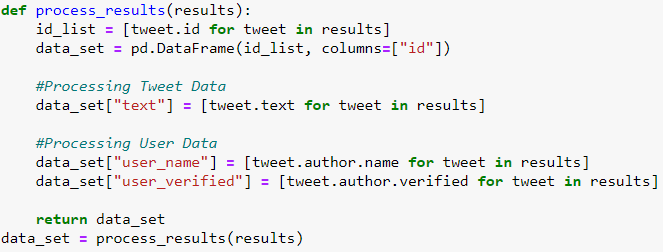 def process_results(results):
    id_list = [tweet.id for tweet in results]
    data_set = pd.DataFrame(id_list, columns=["id"])

    #Processing Tweet Data
    data_set["text"] = [tweet.text for tweet in results]

    #Processing User Data
    data_set["user_name"] = [tweet.author.name for tweet in results]
    data_set["user_verified"] = [tweet.author.verified for tweet in results]

    return data_set
data_set = process_results(results)